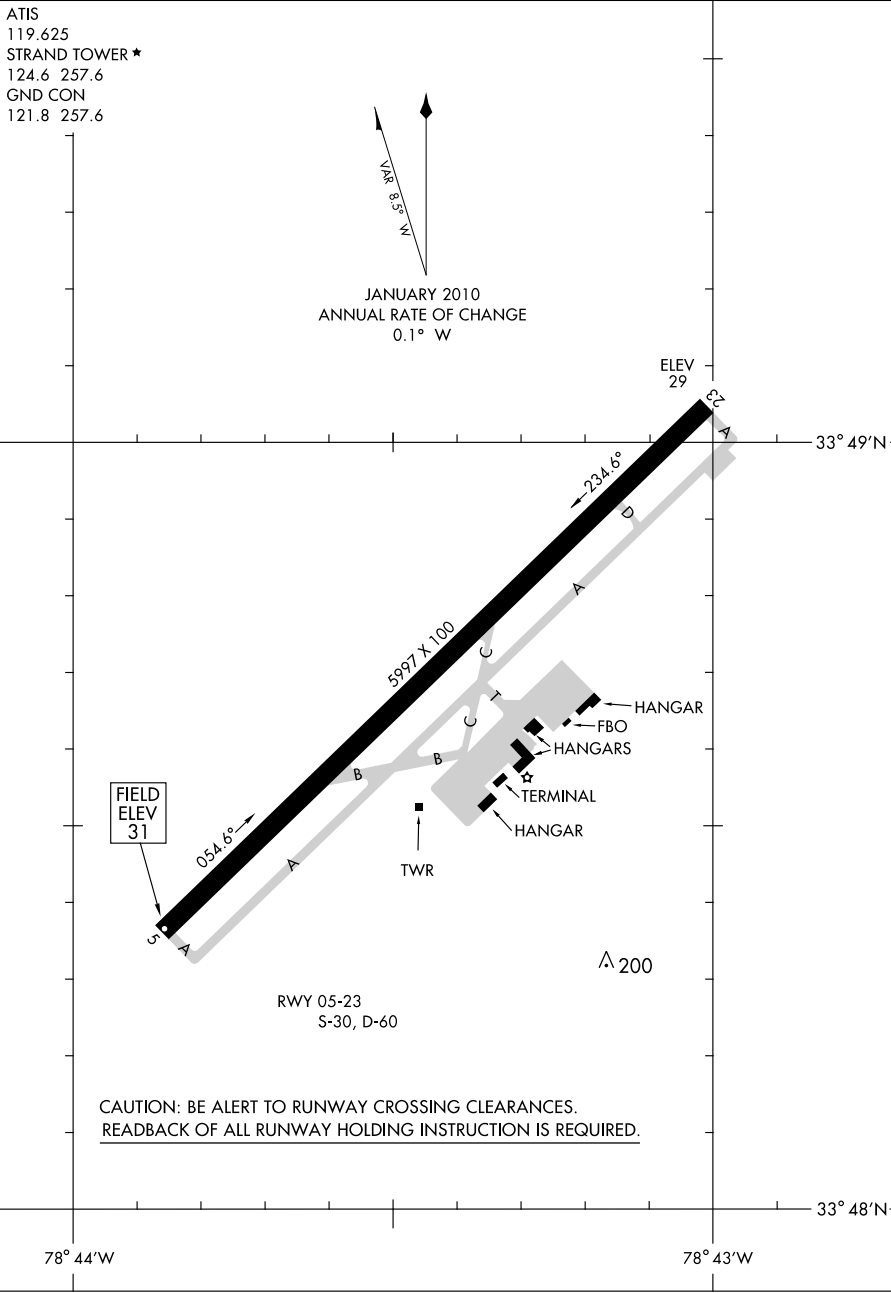 ATIS
119.625
STRAND TOWER ★
124.6 257.6
GND CON
121.8 257.6
VAR 8.5° W
JANUARY 2010
ANNUAL RATE OF CHANGE
0.1° W
ELEV
29
23
A
33° 49'N
234.6°
D
A
5997 X 100
C
T
HANGAR
C
FBO
HANGARS
B
B
TERMINAL
FIELD
ELEV
31
HANGAR
054.6°
TWR
A
5
A
200
RWY 05-23
S-30, D-60
CAUTION: BE ALERT TO RUNWAY CROSSING CLEARANCES.
READBACK OF ALL RUNWAY HOLDING INSTRUCTION IS REQUIRED.
33° 48'N
78° 44'W
78° 43'W